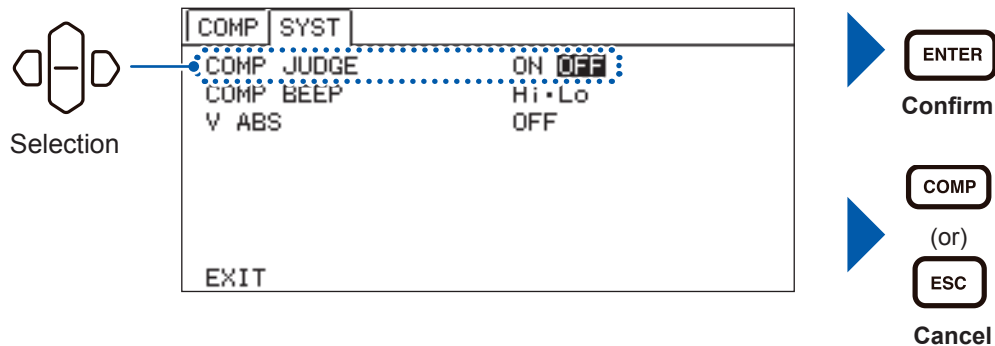 COMP SYST
COMP JUDGE ON OFF
COMP BEEP Hi・Lo
V ABS OFF
EXIT
Selection
ENTER
Confirm
COMP
(or)
ESC
Cancel